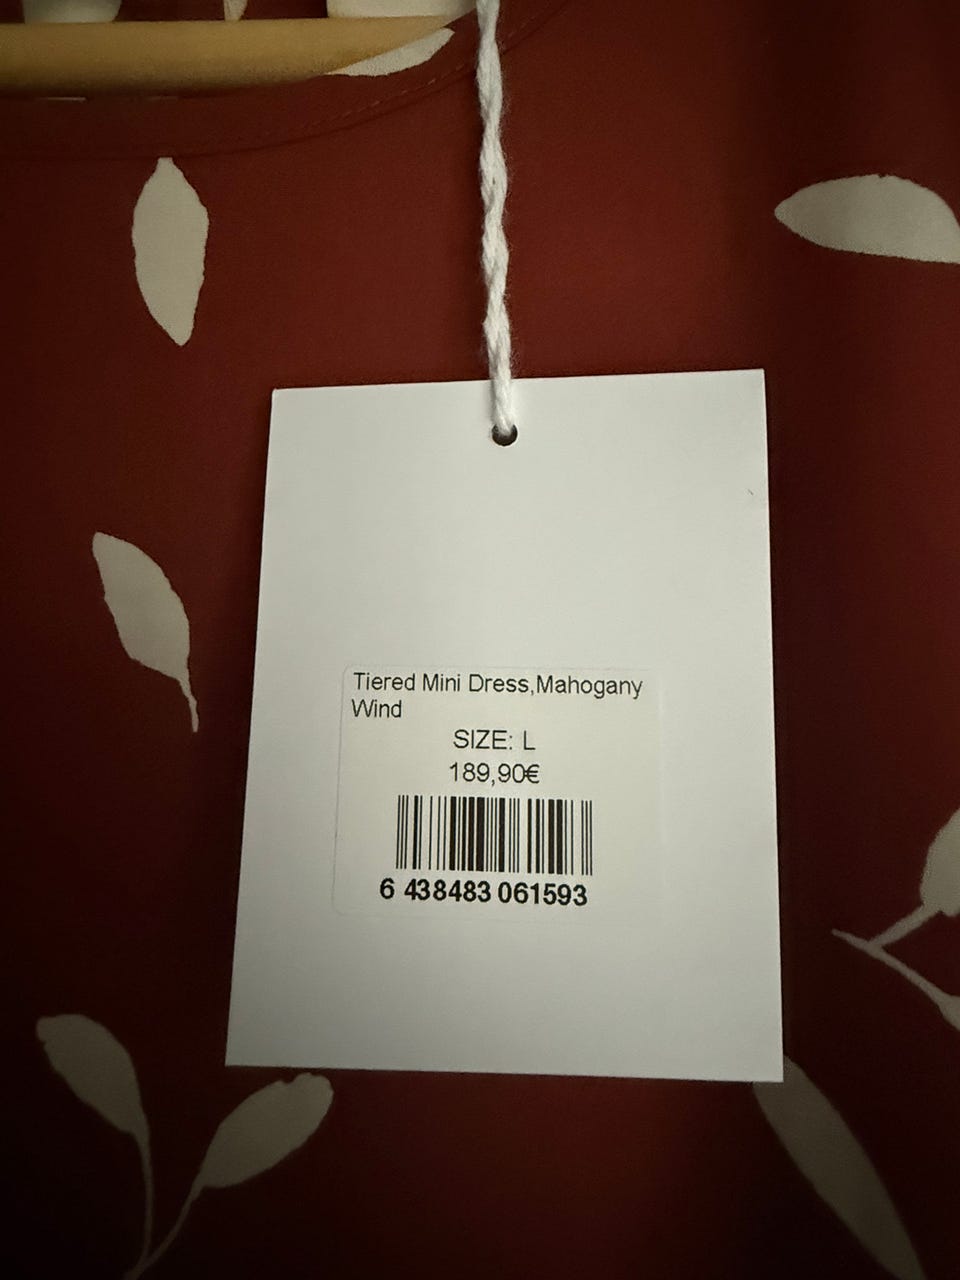 Tiered Mini Dress,Mahogany
Wind
SIZE: L
189,90€
6 438483 061593